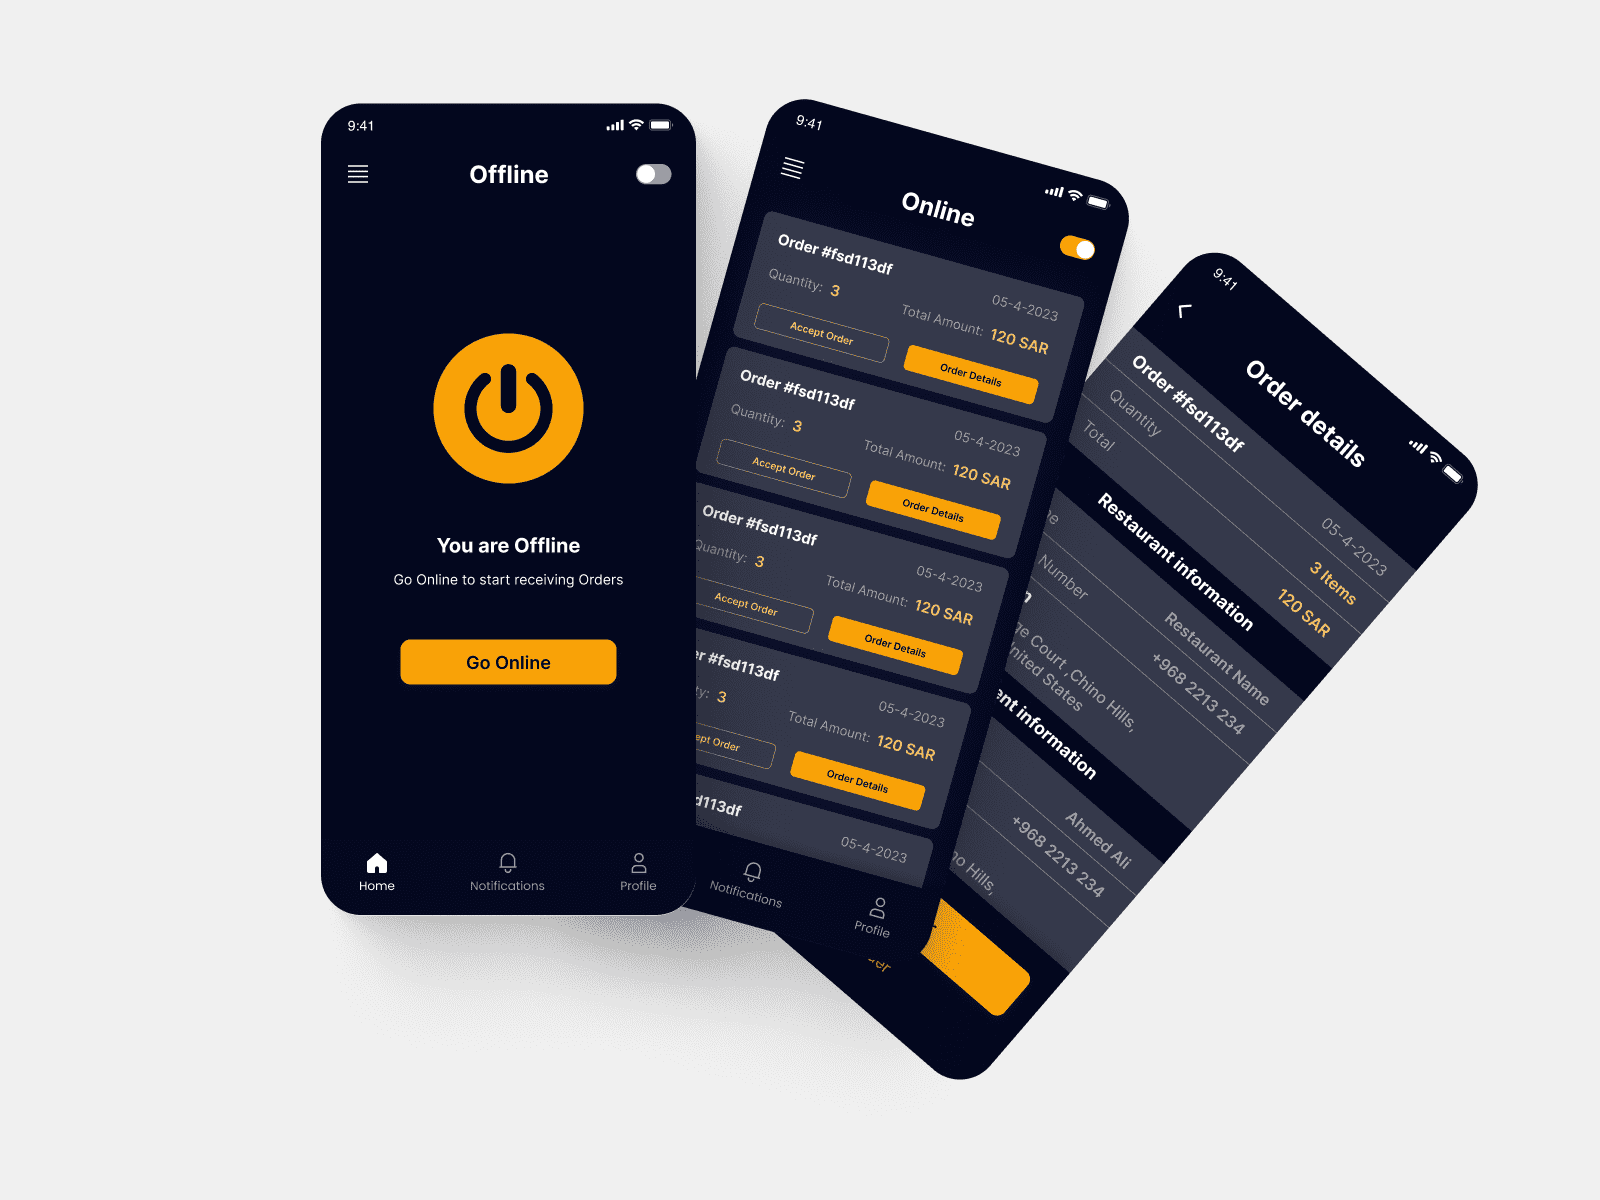 9:41
Offline
You are Offline
Go Online to start receiving Orders
Go Online
Home
Notifications
Profile
9:41
Online
Order #fsd113df
05-4-2023
Quantity: 3
Total Amount: 120 SAR
Accept Order
Order Details
Order #fsd113df
05-4-2023
Quantity: 3
Total Amount: 120 SAR
Accept Order
Order Details
Order #fsd113df
05-4-2023
Quantity: 3
Total Amount: 120 SAR
Accept Order
Order Details
#fsd113df
05-4-2023
3
Total Amount: 120 SAR
Order
Order Details
05-4-2023
Notifications
Profile
9:41
Order details
Order #fsd113df
05-4-2023
Quantity
3 Items
Total
120 SAR
Restaurant information
Restaurant Name
Number
+968 2213 234
Court ,Chino Hills,
States
information
Ahmed Ali
+968 2213 234
Hills,